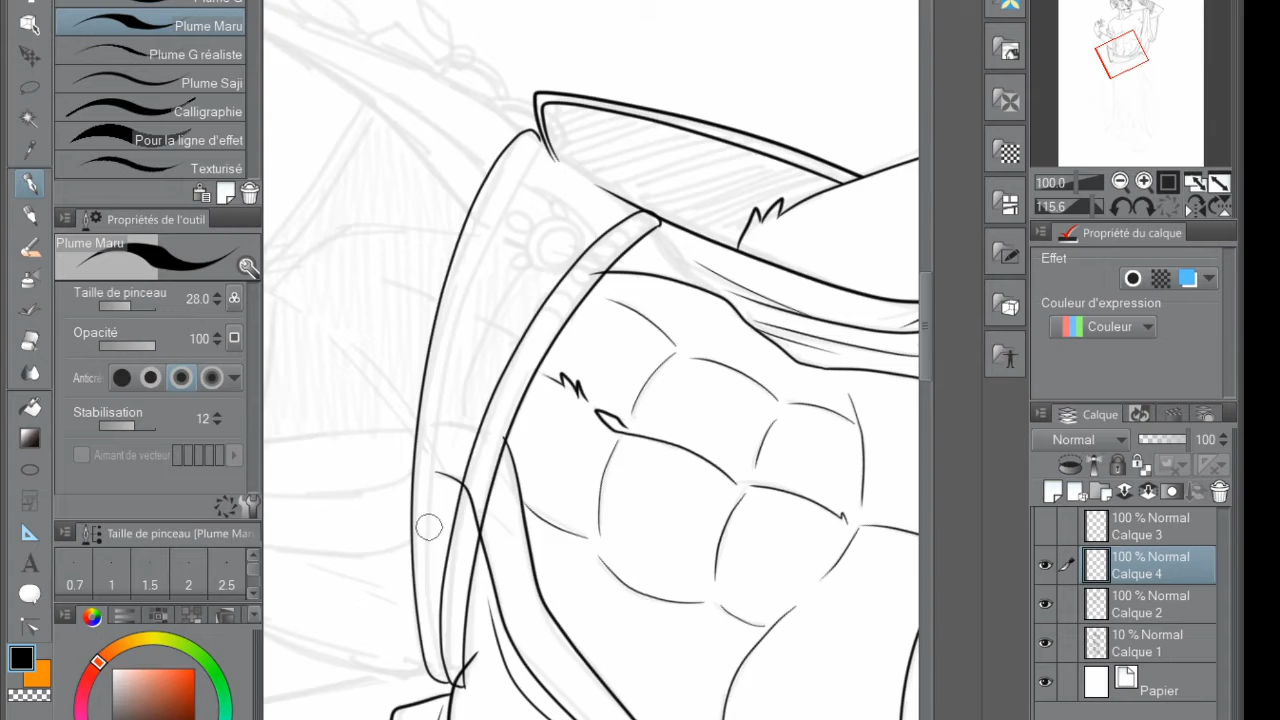 Plume Maru
Plume G réaliste
Plume Saji
Calligraphie
Pour la ligne d'effet
Texturisé
Propriétés de l'outil
Plume Maru
Taille de pinceau 28.0
Opacité 100
Anticré
Stabilisation 12
Aimant de vecteur
Taille de pinceau [Plume Mar
0.7 1 1.5 2 2.5
100.0
115.6
Propriété du calque
Effet
Couleur d'expression
Couleur
Calque
Normal 100
100 % Normal
Calque 3
100 % Normal
Calque 4
100 % Normal
Calque 2
10 % Normal
Calque 1
Papier